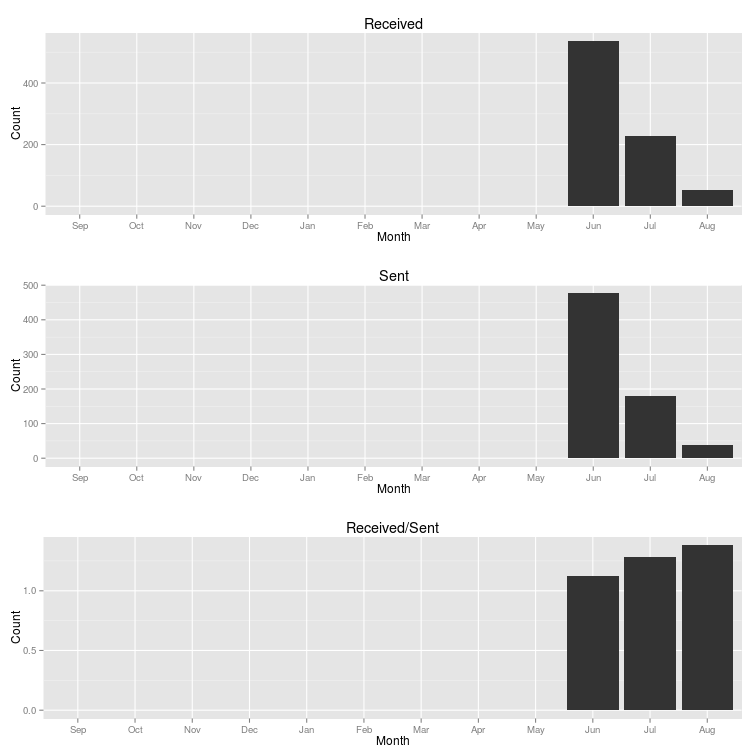 Received
Count
400
200
0
Sep Oct Nov Dec Jan Feb Mar Apr May Jun Jul Aug
Month
Sent
Count
500
400
300
200
100
0
Sep Oct Nov Dec Jan Feb Mar Apr May Jun Jul Aug
Month
Received/Sent
Count
1.0
0.5
0.0
Sep Oct Nov Dec Jan Feb Mar Apr May Jun Jul Aug
Month